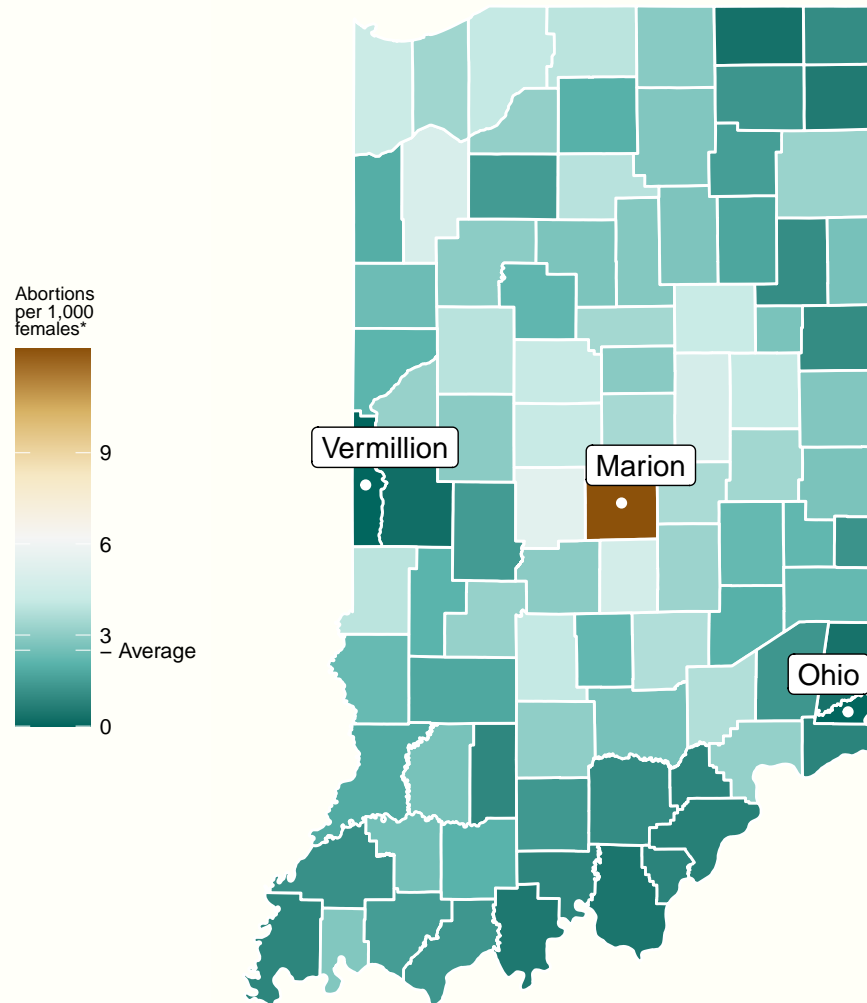 Abortions
per 1,000
females*
9
6
3
Average
0
Vermillion
Marion
Ohio